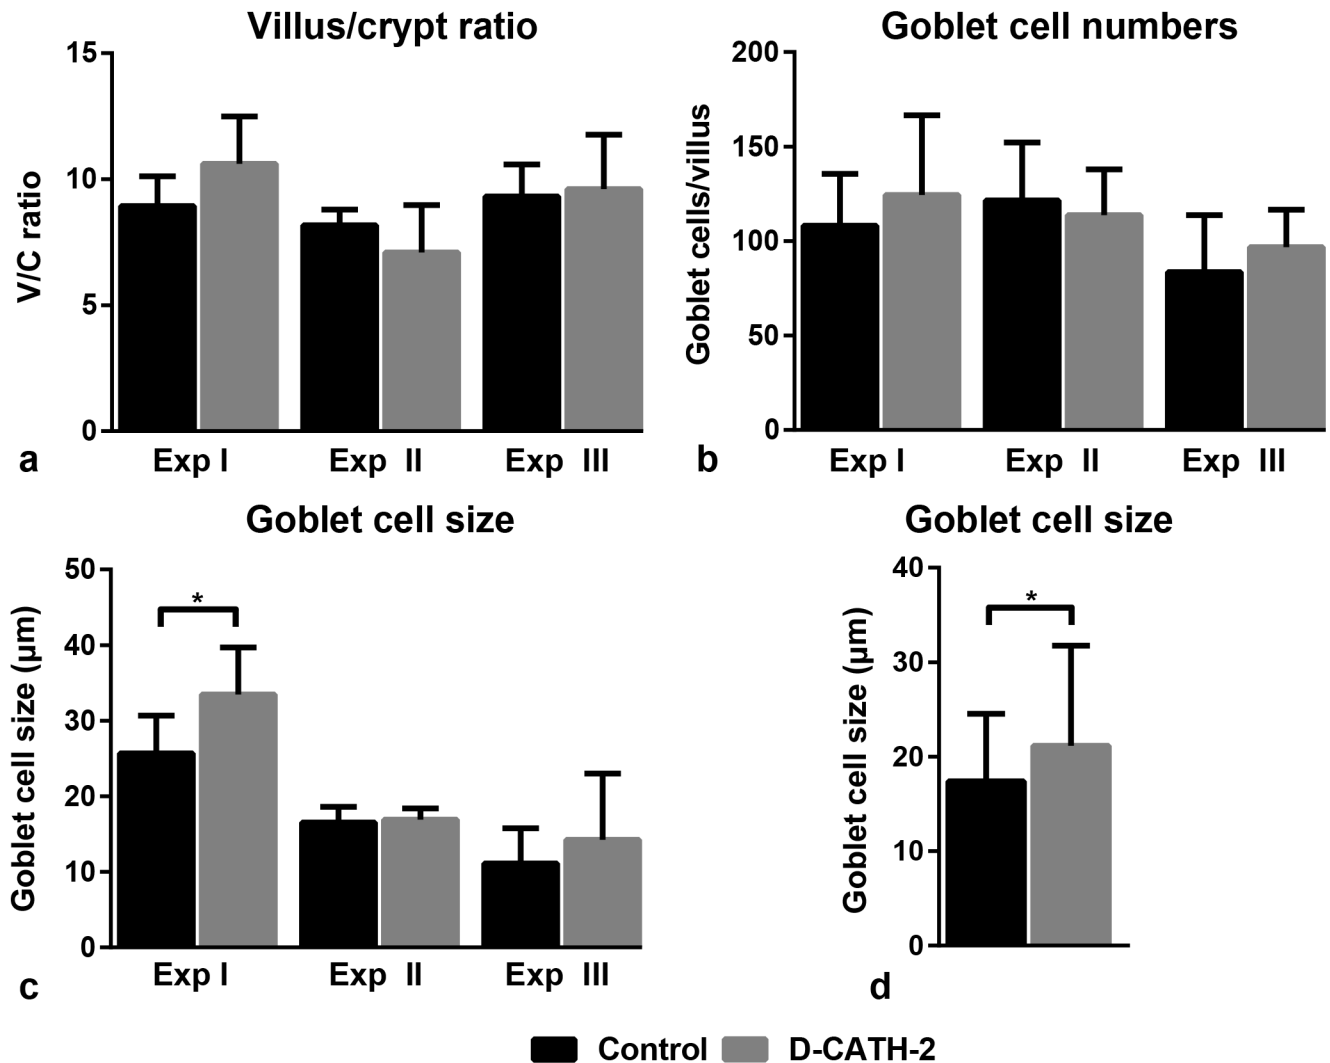 Villus/crypt ratio
V/C ratio
15
10
5
0
Exp I
Exp II
Exp III
a
Goblet cell numbers
Goblet cells/villus
200
150
100
50
0
Exp I
Exp II
Exp III
b
Goblet cell size
Goblet cell size (µm)
50
40
30
20
10
0
*
Exp I
Exp II
Exp III
c
Goblet cell size
Goblet cell size (µm)
40
30
20
10
0
*
d
Control
D-CATH-2